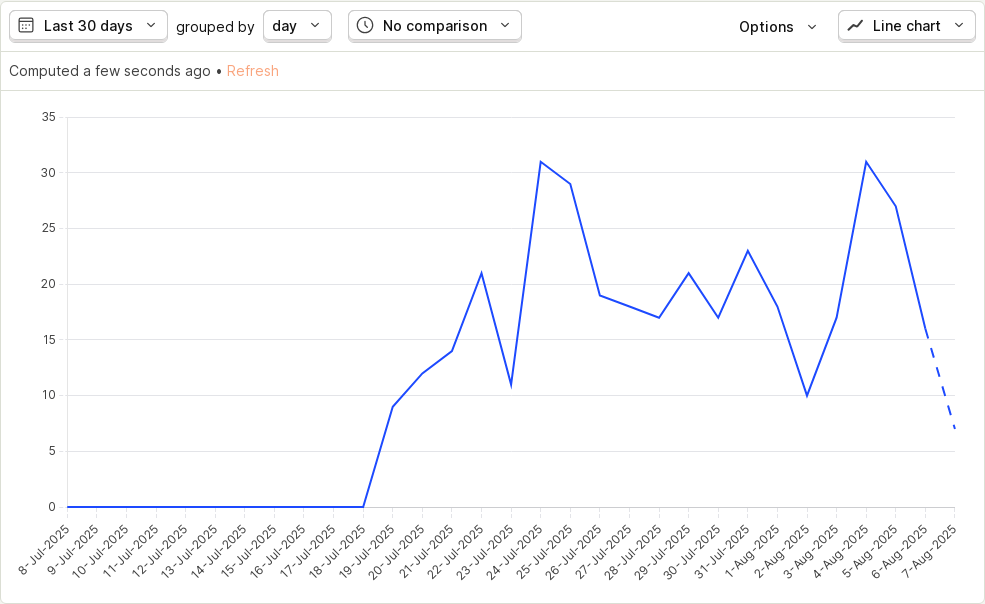 Last 30 days grouped by day No comparison Options Line chart
Computed a few seconds ago • Refresh
35
30
25
20
15
10
5
0
8-Jul-2025
9-Jul-2025
10-Jul-2025
11-Jul-2025
12-Jul-2025
13-Jul-2025
14-Jul-2025
15-Jul-2025
16-Jul-2025
17-Jul-2025
18-Jul-2025
19-Jul-2025
20-Jul-2025
21-Jul-2025
22-Jul-2025
23-Jul-2025
24-Jul-2025
25-Jul-2025
26-Jul-2025
27-Jul-2025
28-Jul-2025
29-Jul-2025
30-Jul-2025
31-Jul-2025
1-Aug-2025
2-Aug-2025
3-Aug-2025
4-Aug-2025
5-Aug-2025
6-Aug-2025
7-Aug-2025